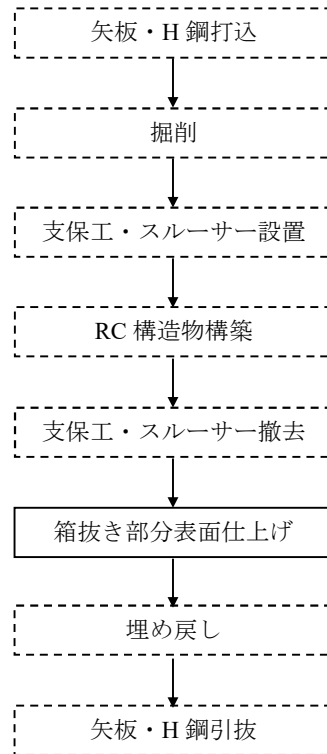 矢板・H 鋼打込
掘削
支保工・スルーサー設置
RC 構造物構築
支保工・スルーサー撤去
箱抜き部分表面仕上げ
埋め戻し
矢板・H 鋼引抜